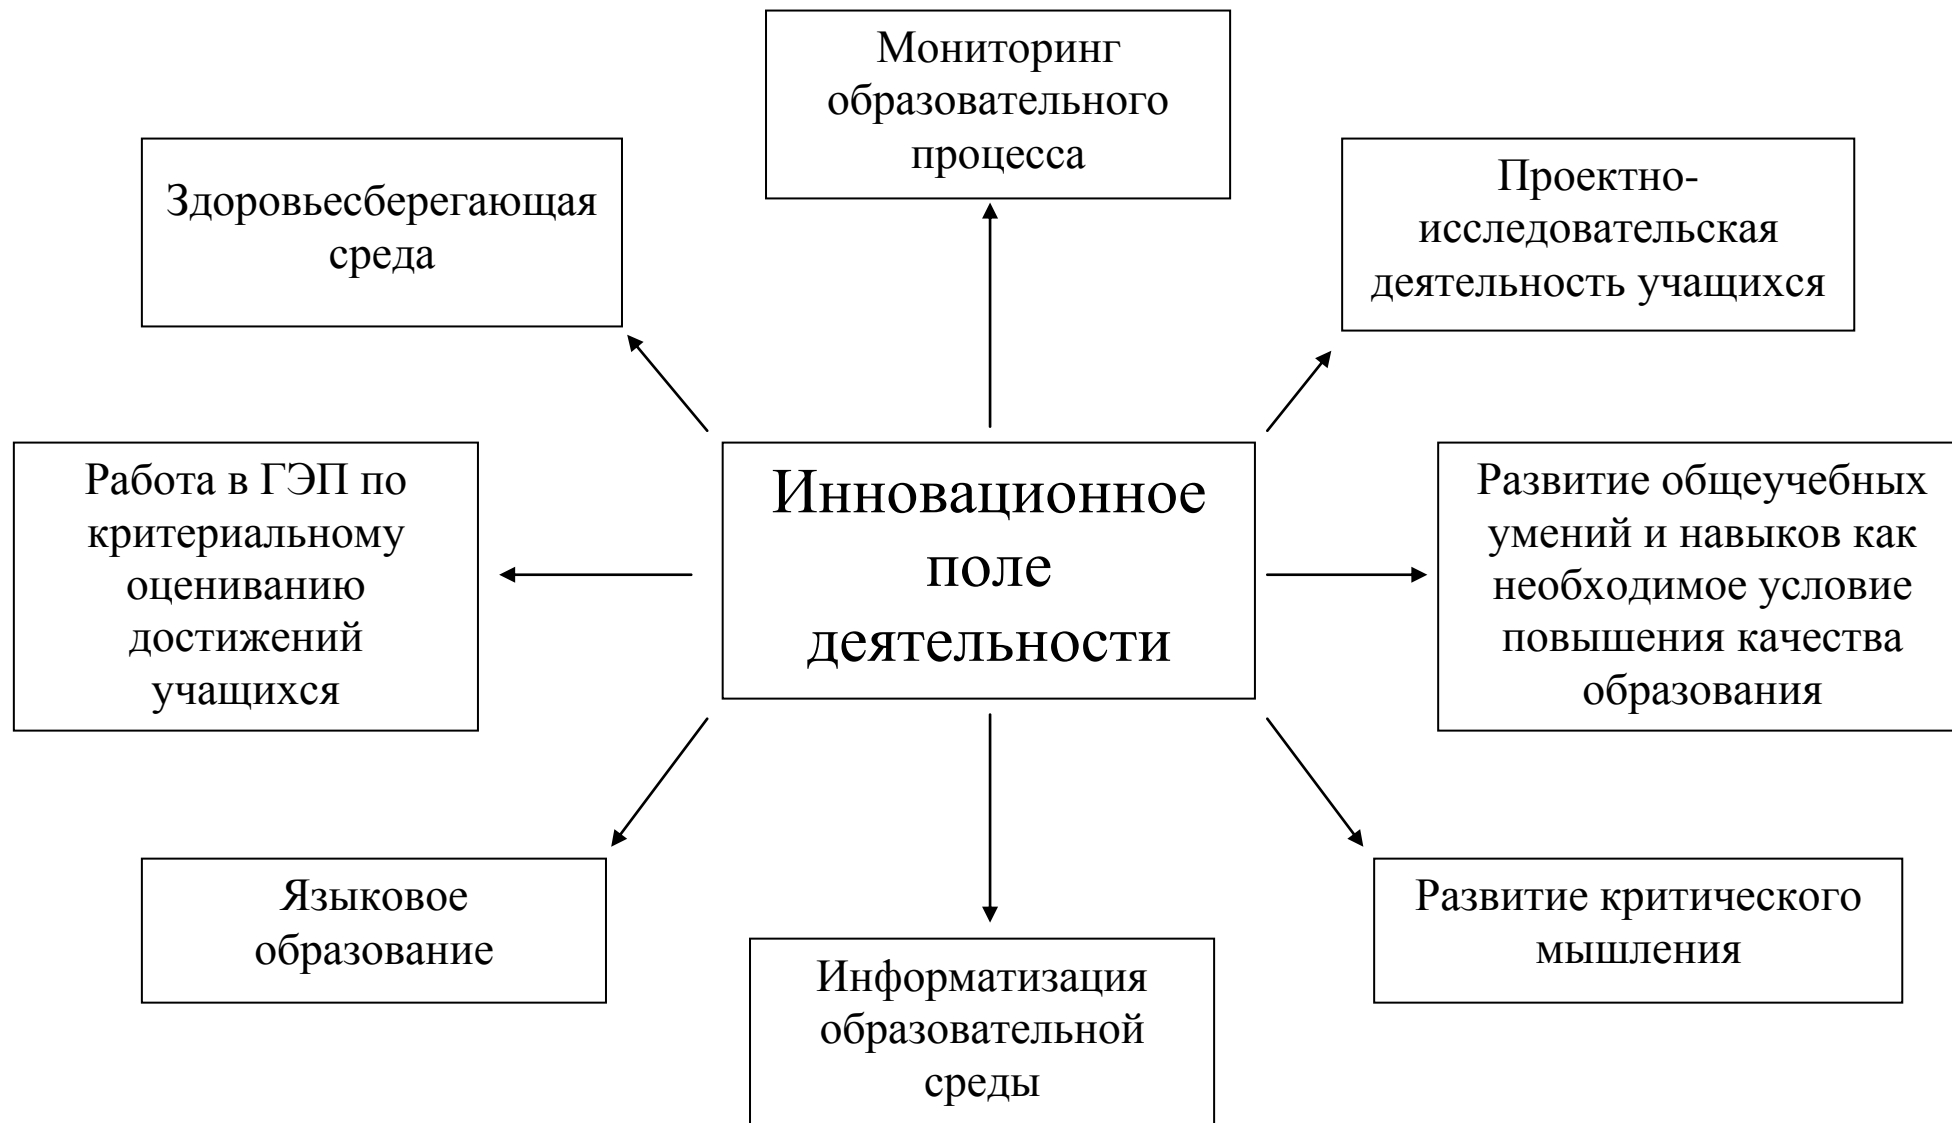 Мониторинг
образовательного
процесса
Здоровьесберегающая
среда
Проектно-
исследовательская
деятельность учащихся
Работа в ГЭП по
критериальному
оцениванию
достижений
учащихся
Инновационное
поле
деятельности
Развитие общеучебных
умений и навыков как
необходимое условие
повышения качества
образования
Языковое
образование
Информатизация
образовательной
среды
Развитие критического
мышления